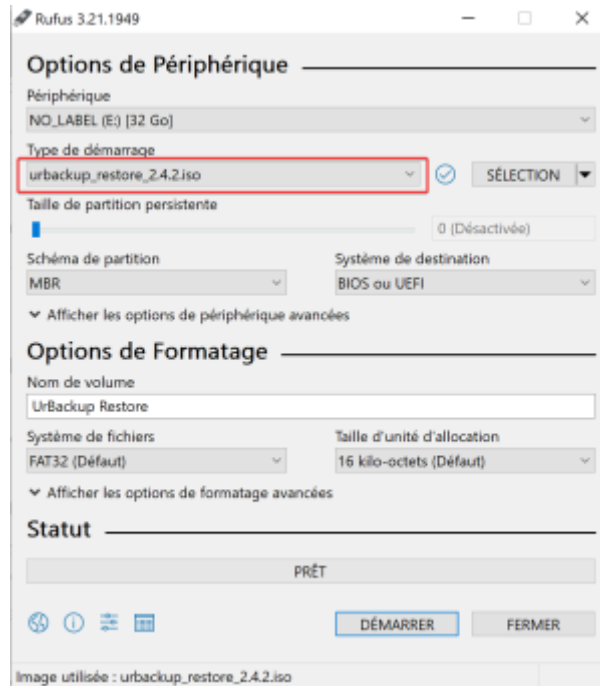 Rufus 3.21.1949
Options de Périphérique
Périphérique
NO_LABEL (E:) [32 Go]
Type de démarrage
urbackup_restore_2.4.2.iso
SÉLECTION
Taille de partition persistente
0 (Désactivée)
Schéma de partition Système de destination
MBR BIOS ou UEFI
Afficher les options de périphérique avancées
Options de Formatage
Nom de volume
UrBackup Restore
Système de fichiers Taille d'unité d'allocation
FAT32 (Défaut) 16 kilo-octets (Défaut)
Afficher les options de formatage avancées
Statut
PRÊT
DÉMARRER FERMER
Image utilisée : urbackup_restore_2.4.2.iso